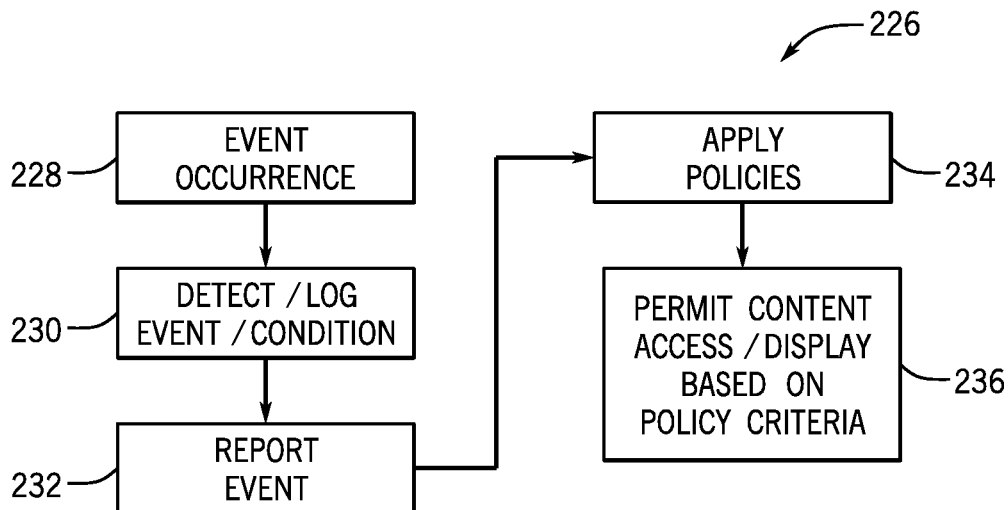 226
228
EVENT
OCCURRENCE
230
DETECT / LOG
EVENT / CONDITION
232
REPORT
EVENT
APPLY
POLICIES
234
PERMIT CONTENT
ACCESS / DISPLAY
BASED ON
POLICY CRITERIA
236